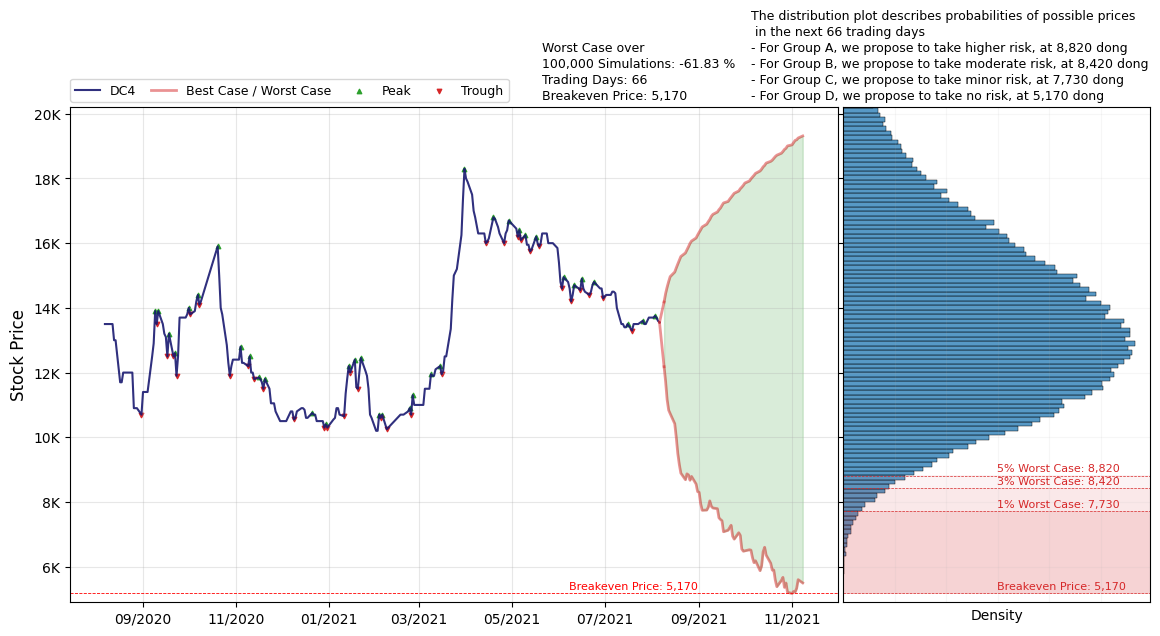 The distribution plot describes probabilities of possible prices
in the next 66 trading days
- For Group A, we propose to take higher risk, at 8,820 dong
- For Group B, we propose to take moderate risk, at 8,420 dong
- For Group C, we propose to take minor risk, at 7,730 dong
- For Group D, we propose to take no risk, at 5,170 dong
Worst Case over
100,000 Simulations: -61.83 %
Trading Days: 66
Breakeven Price: 5,170
DC4
Best Case / Worst Case
Peak
Trough
Stock Price
20K
18K
16K
14K
12K
10K
8K
6K
Breakeven Price: 5,170
09/2020
11/2020
01/2021
03/2021
05/2021
07/2021
09/2021
11/2021
5% Worst Case: 8,820
3% Worst Case: 8,420
1% Worst Case: 7,730
Breakeven Price: 5,170
Density